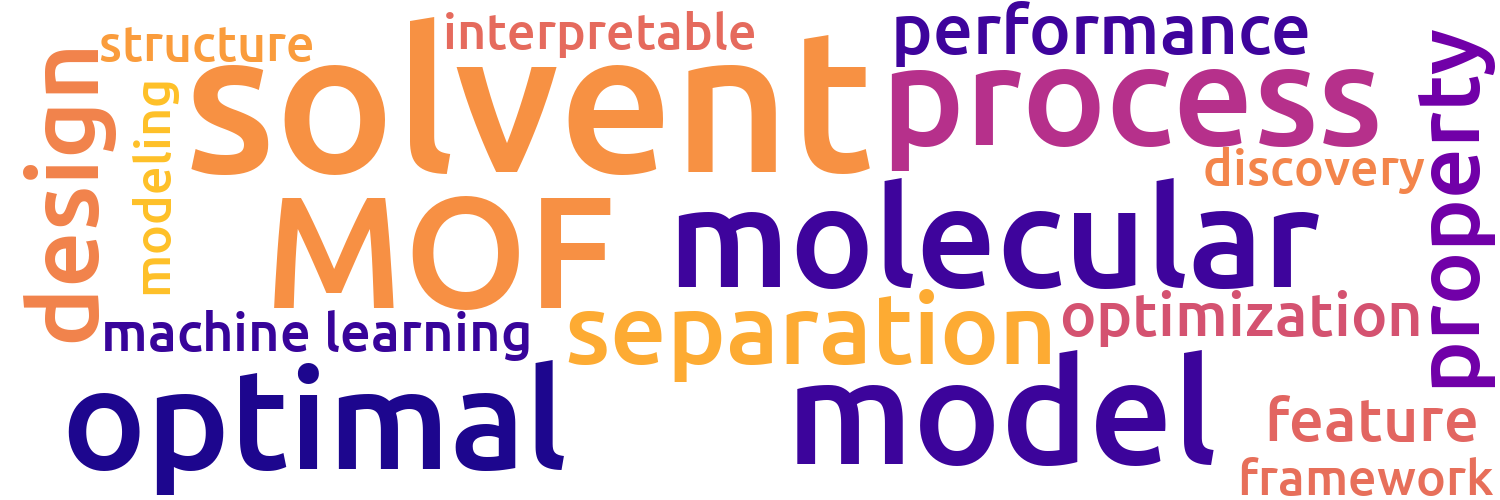 structure
interpretable
performance
design
modeling
solvent
process
property
discovery
MOF
molecular
machine learning
separation
optimization
optimal
model
feature
framework